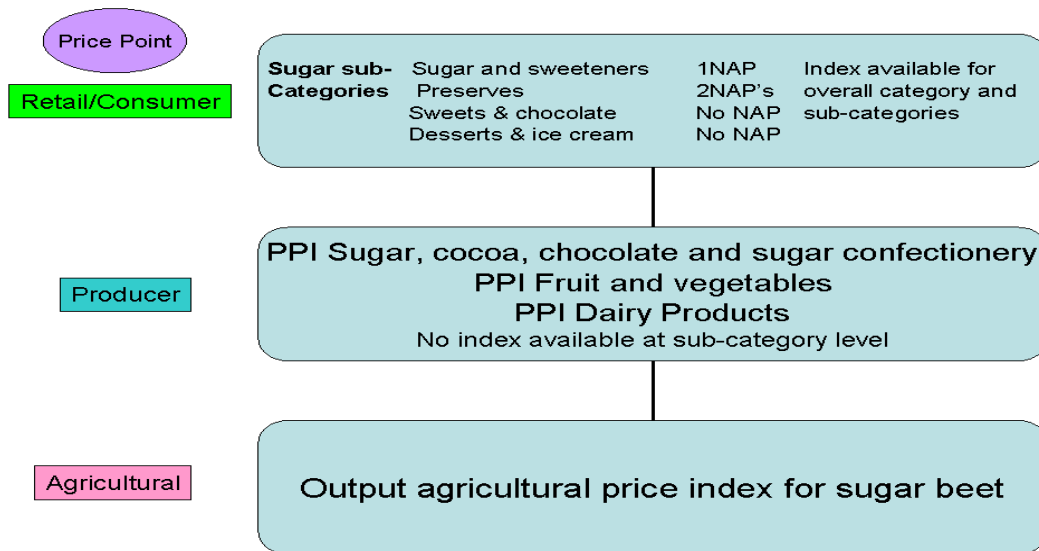 Price Point
Retail/Consumer
Sugar sub- Sugar and sweeteners 1NAP Index available for
Categories Preserves 2NAP's overall category and
Sweets & chocolate No NAP sub-categories
Desserts & ice cream No NAP
Producer
PPI Sugar, cocoa, chocolate and sugar confectionery
PPI Fruit and vegetables
PPI Dairy Products
No index available at sub-category level
Agricultural
Output agricultural price index for sugar beet